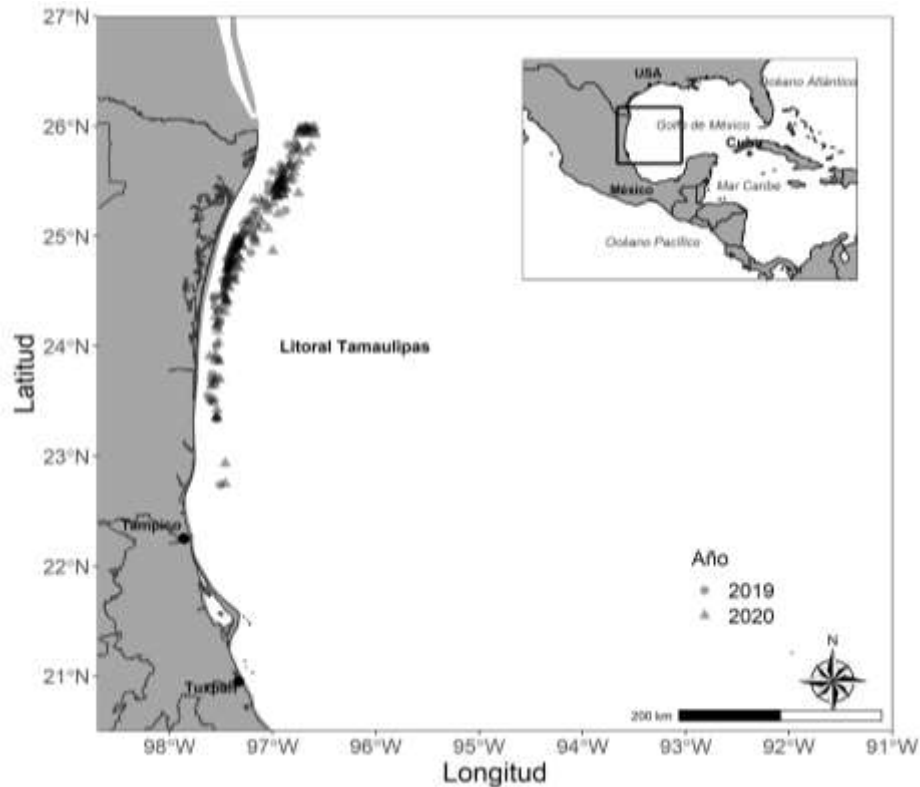 27°N
26°N
25°N
24°N
23°N
22°N
21°N
Latitud
USA
Océano Atlántico
Golfo de México
Cuba
México
Mar Caribe
Océano Pacífico
Litoral Tamaulipas
Tampico
Tuxpan
Año
2019
2020
N
200 km
98°W
97°W
96°W
95°W
94°W
93°W
92°W
91°W
Longitud